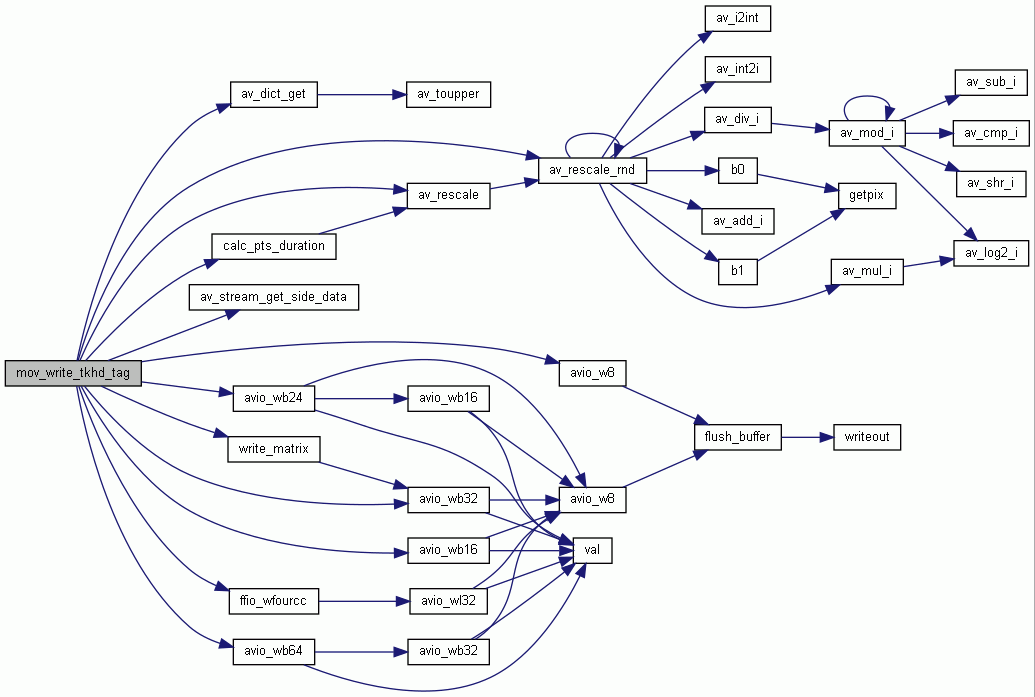 av_i2int
av_int2i
av_sub_i
av_dict_get
av_toupper
av_div_i
av_mod_i
av_cmp_i
av_rescale_rnd
b0
av_shr_i
av_rescale
getpix
av_add_i
calc_pts_duration
av_log2_i
b1
av_mul_i
av_stream_get_side_data
mov_write_tkhd_tag
avio_w8
avio_wb24
avio_wb16
flush_buffer
writeout
write_matrix
avio_wb32
avio_w8
avio_wb16
val
ffio_wfourcc
avio_wl32
avio_wb64
avio_wb32